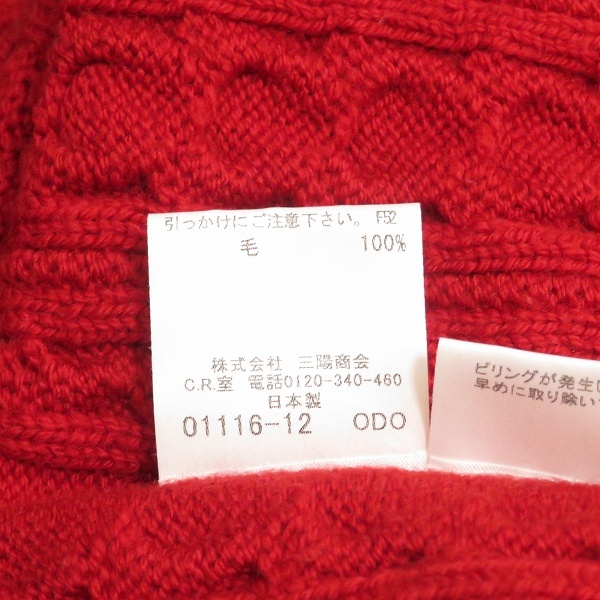 引っかけにご注意下さい。 F52
毛 100%
株式会社 三陽商会
C.R.室 電話0120-340-460
日本製
01116-12 ODO
ピリングが発生
早めに取り除い